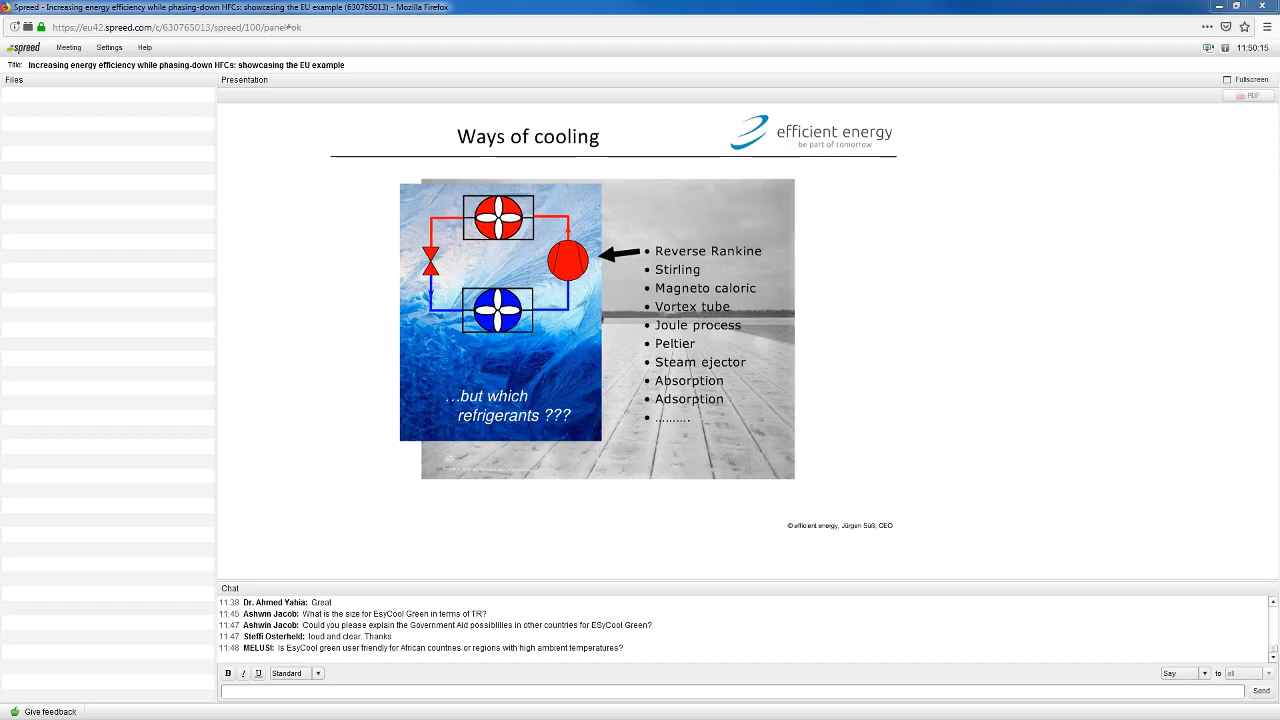 Spreed - Increasing energy efficiency while phasing-down HFCs: showcasing the EU example (630765013) - Mozilla Firefox
https://eu42.spreed.com/c/630765013/spreed/100/panel#ok
spreed Meeting Settings Help 11:50:15
Title: Increasing energy efficiency while phasing-down HFCs: showcasing the EU example
Files Presentation Fullscreen
PDF
Ways of cooling
efficient energy
be part of tomorrow
• Reverse Rankine
• Stirling
• Magneto caloric
• Vortex tube
• Joule process
• Peltier
• Steam ejector
• Absorption
• Adsorption
• ……….
…but which
refrigerants ???
© efficient energy, Jürgen Süß, CEO
Chat
11:38 Dr. Ahmed Yahia: Great
11:45 Ashwin Jacob: What is the size for EsyCool Green in terms of TR?
11:47 Ashwin Jacob: Could you please explain the Government Aid possiblilies in other countries for ESyCool Green?
11:47 Steffi Osterheld: loud and clear. Thanks
11:48 MELUSI: Is EsyCool green user friendly for African countries or regions with high ambient temperatures?
B I U Standard Say to all
Send
Give feedback